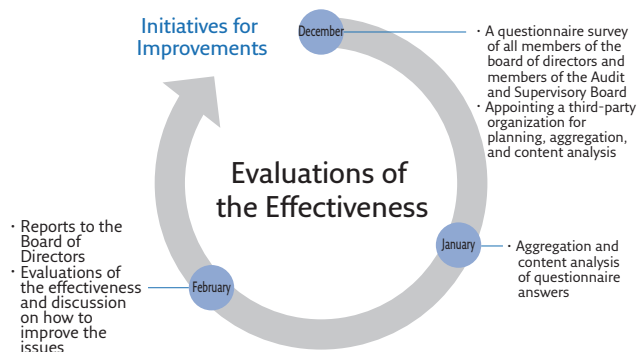 Initiatives for
Improvements
December
· A questionnaire survey
of all members of the
board of directors and
members of the Audit
and Supervisory Board
· Appointing a third-party
organization for
planning, aggregation,
and content analysis
Evaluations of
the Effectiveness
January
· Aggregation and
content analysis
of questionnaire
answers
· Reports to the
Board of
Directors
· Evaluations of
the effectiveness
and discussion
on how to
improve the
issues
February